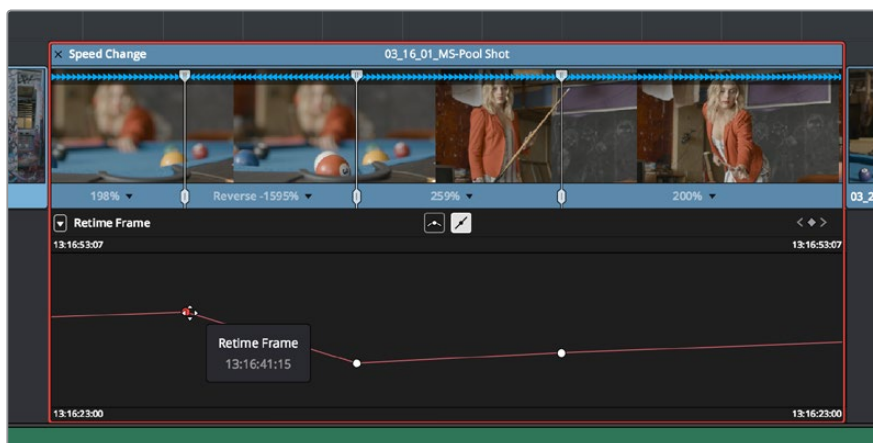 × Speed Change 03_16_01_MS-Pool Shot
198% Reverse -1595% 259% 200% 03_2
Retime Frame
13:16:53:07 13:16:53:07
Retime Frame
13:16:41:15
13:16:23:00 13:16:23:00